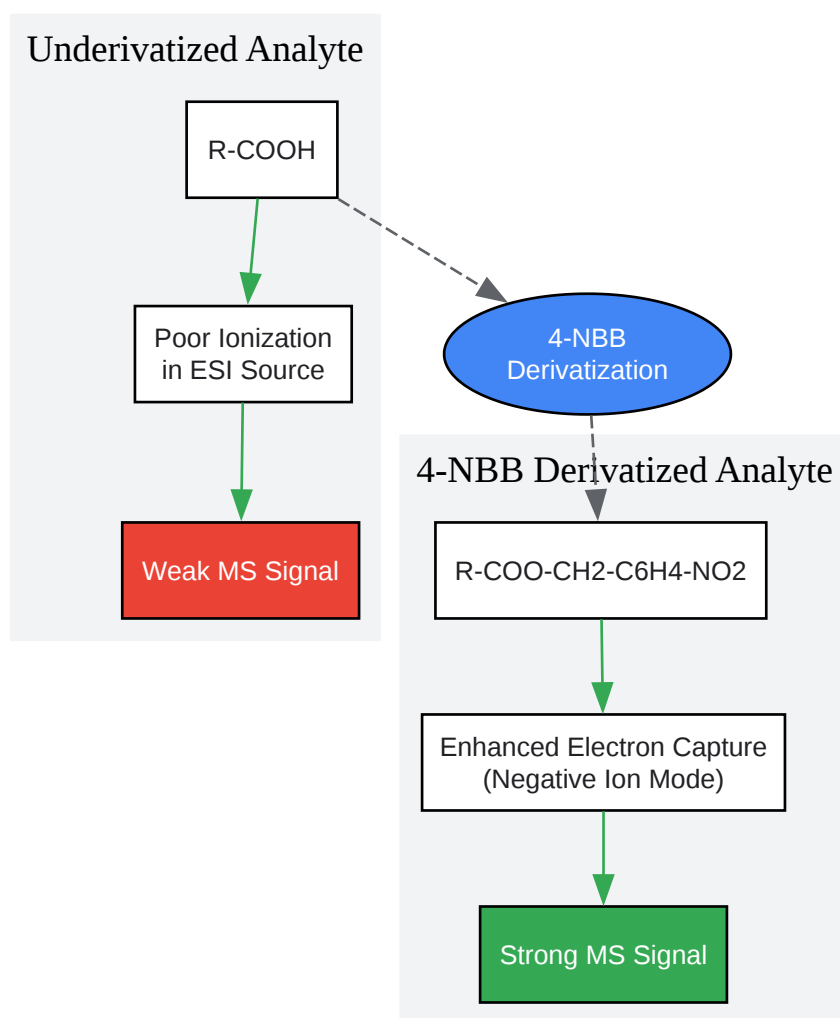 Underivatized Analyte
R-COOH
Poor Ionization
in ESI Source
Weak MS Signal
4-NBB
Derivatization
4-NBB Derivatized Analyte
R-COO-CH2-C6H4-NO2
Enhanced Electron Capture
(Negative Ion Mode)
Strong MS Signal